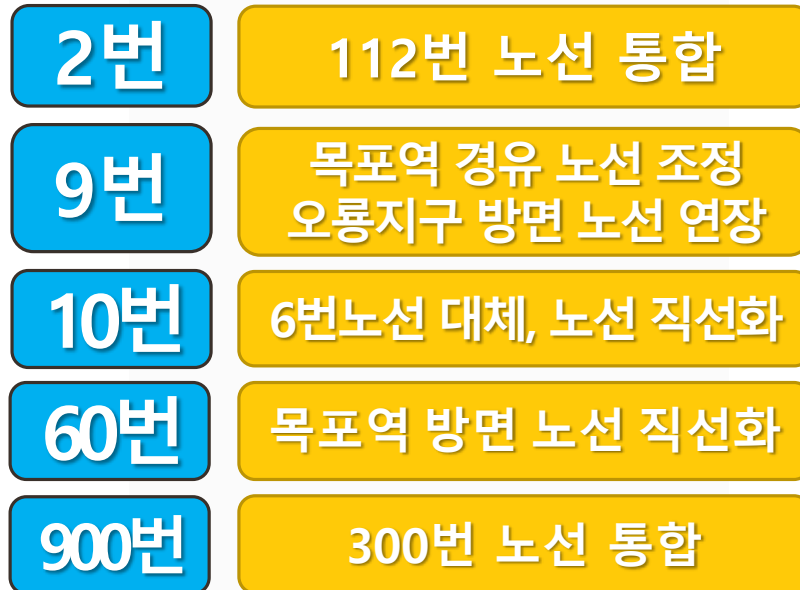 2번
112번 노선 통합
9번
목포역 경유 노선 조정
오룡지구 방면 노선 연장
10번
6번노선 대체, 노선 직선화
60번
목포역 방면 노선 직선화
900번
300번 노선 통합